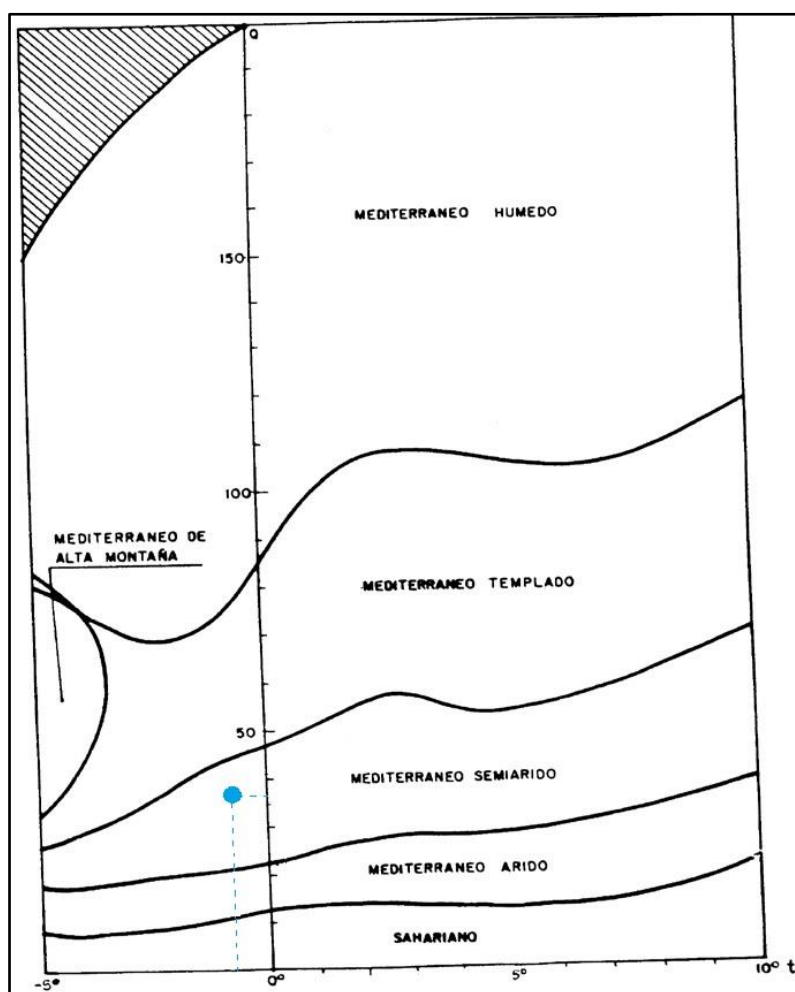 Q
MEDITERRANEO HUMEDO
150
100
MEDITERRANEO DE
ALTA MONTAÑA
MEDITERRANEO TEMPLADO
50
MEDITERRANEO SEMIARIDO
MEDITERRANEO ARIDO
SAHARIANO
-5° 0° 5° 10° t